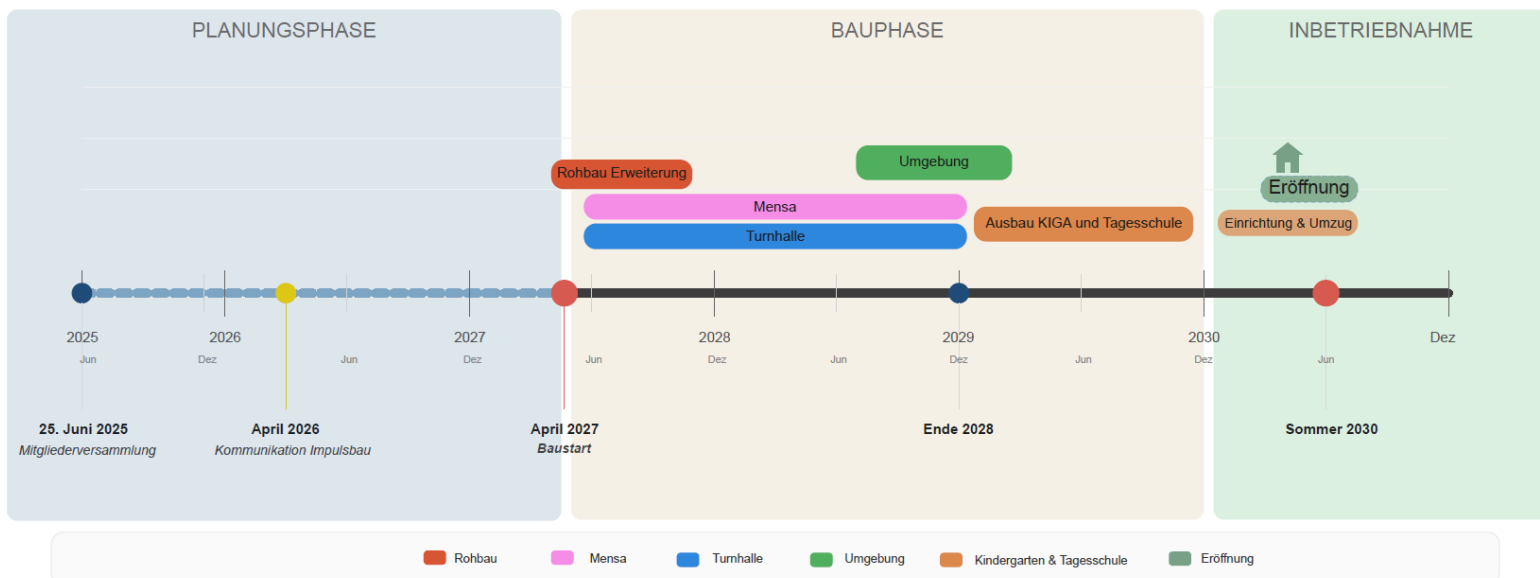 PLANUNGSPHASE
BAUPHASE
INBETRIEBNAHME
Umgebung
Rohbau Erweiterung
Eröffnung
Mensa
Ausbau KIGA und Tagesschule
Einrichtung & Umzug
Turnhalle
2025
2026
2027
2028
2029
2030
Dez
Jun
Dez
Jun
Dez
Jun
Dez
Jun
Dez
Jun
Dez
Jun
25. Juni 2025
Mitgliederversammlung
April 2026
Kommunikation Impulsbau
April 2027
Baustart
Ende 2028
Sommer 2030
Rohbau
Mensa
Turnhalle
Umgebung
Kindergarten & Tagesschule
Eröffnung